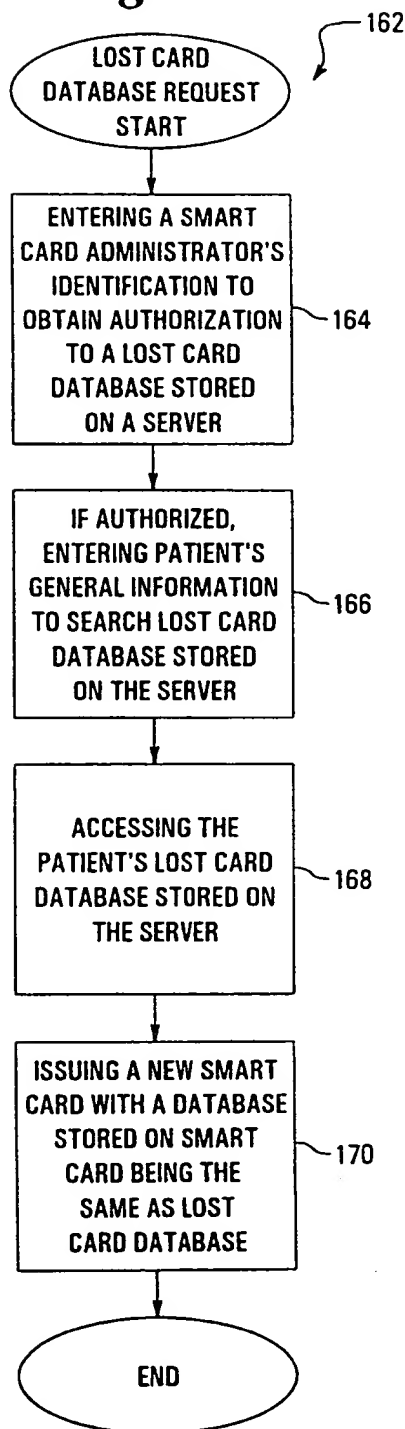 162
LOST CARD
DATABASE REQUEST
START
ENTERING A SMART
CARD ADMINISTRATOR'S
IDENTIFICATION TO
OBTAIN AUTHORIZATION
TO A LOST CARD
DATABASE STORED
ON A SERVER
164
IF AUTHORIZED,
ENTERING PATIENT'S
GENERAL INFORMATION
TO SEARCH LOST CARD
DATABASE STORED
ON THE SERVER
166
ACCESSING THE
PATIENT'S LOST CARD
DATABASE STORED ON
THE SERVER
168
ISSUING A NEW SMART
CARD WITH A DATABASE
STORED ON SMART
CARD BEING THE
SAME AS LOST
CARD DATABASE
170
END